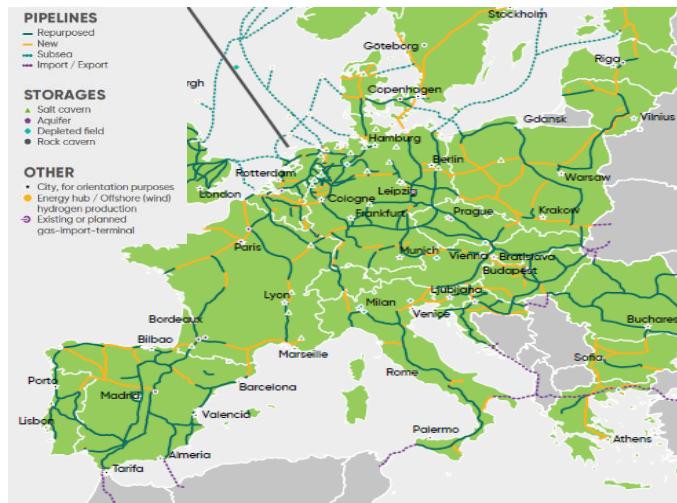 PIPELINES
Repurposed
New
Subsea
Import / Export
STORAGES
Salt cavern
Aquifer
Depleted field
Rock cavern
OTHER
City, for orientation purposes
Energy hub / Offshore (wind)
hydrogen production
Existing or planned
gas-import-terminal
Stockholm
Göteborg
Riga
rgh
Copenhagen
Gdansk
Vilnius
Hamburg
Berlin
Rotterdam
Warsaw
London
Leipzig
Cologne
Frankfurt
Prague
Krakow
Paris
Munich
Vienna
Bratislava
Budapest
Lyon
Ljubljana
Milan
Venice
Bordeaux
Buchares
Bilbao
Marseille
Sofia
Rome
Porto
Madrid
Barcelona
Valencia
Lisbon
Palermo
Athens
Almeria
Tarifa